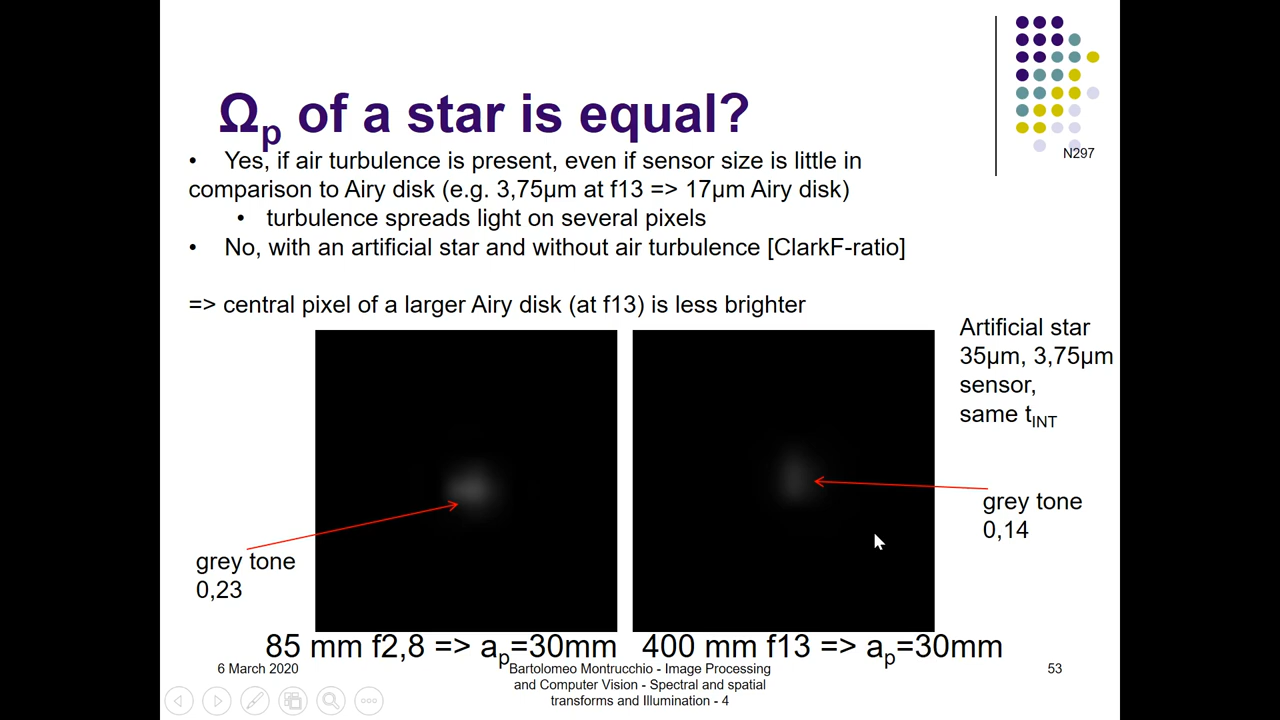 Ωp of a star is equal?
N297
• Yes, if air turbulence is present, even if sensor size is little in
comparison to Airy disk (e.g. 3,75µm at f13 => 17µm Airy disk)
• turbulence spreads light on several pixels
• No, with an artificial star and without air turbulence [ClarkF-ratio]
=> central pixel of a larger Airy disk (at f13) is less brighter
Artificial star
35µm, 3,75µm
sensor,
same tINT
grey tone
0,14
grey tone
0,23
85 mm f2,8 => ap=30mm
400 mm f13 => ap=30mm
6 March 2020
Bartolomeo Montrucchio - Image Processing
and Computer Vision - Spectral and spatial
transforms and Illumination - 4
53